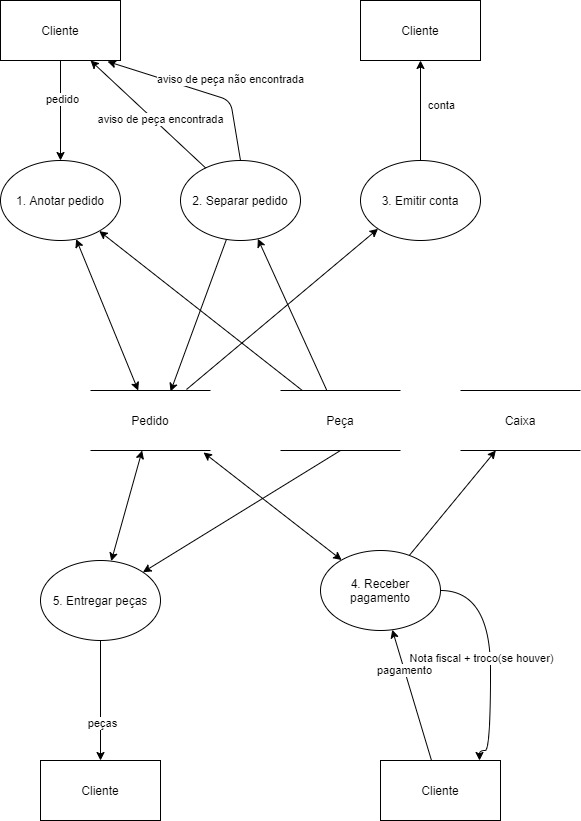 Cliente
Cliente
aviso de peça não encontrada
pedido
conta
aviso de peça encontrada
1. Anotar pedido
2. Separar pedido
3. Emitir conta
Pedido
Peça
Caixa
5. Entregar peças
4. Receber
pagamento
Nota fiscal + troco(se houver)
pagamento
peças
Cliente
Cliente